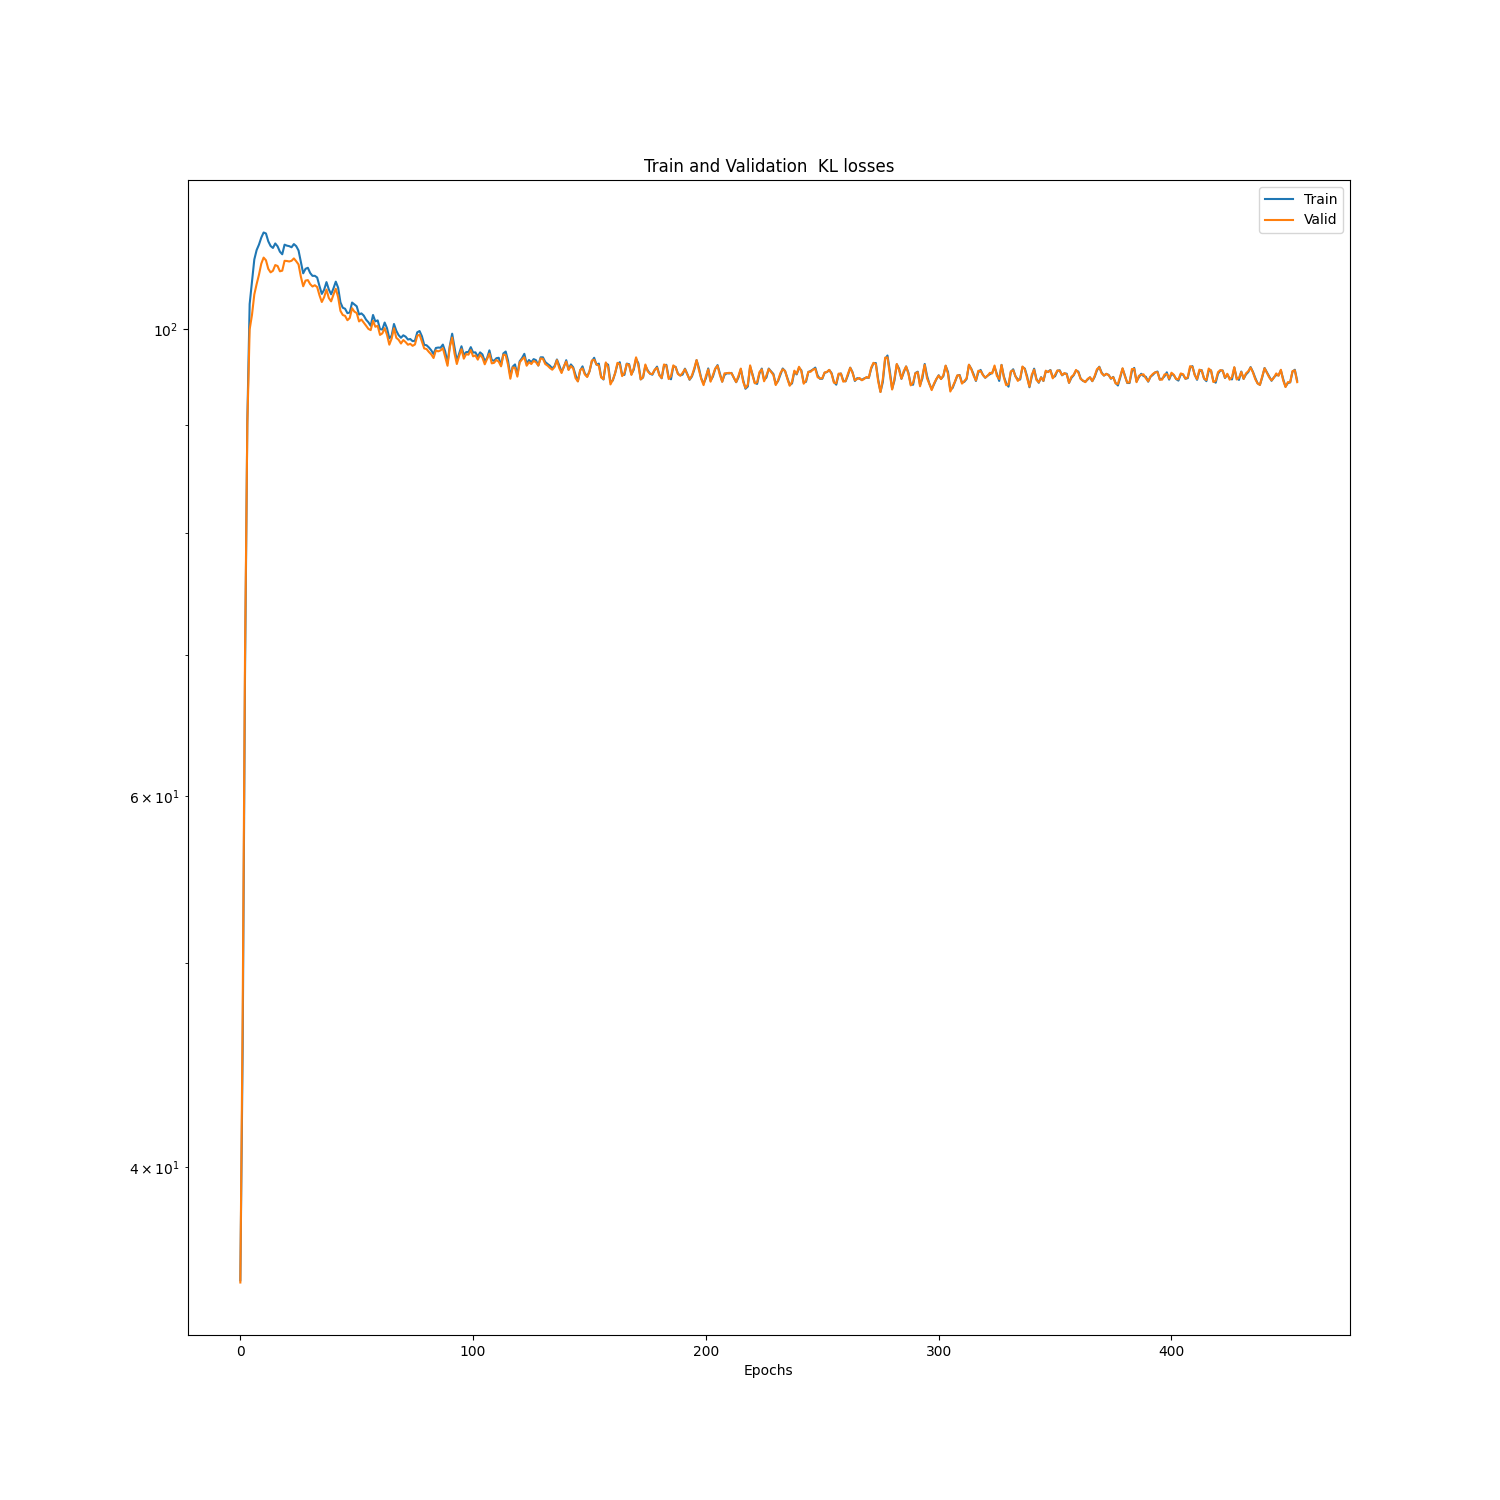 Train and Validation  KL losses
Train
Valid
10²
6 × 10¹
4 × 10¹
0 100 200 300 400
Epochs